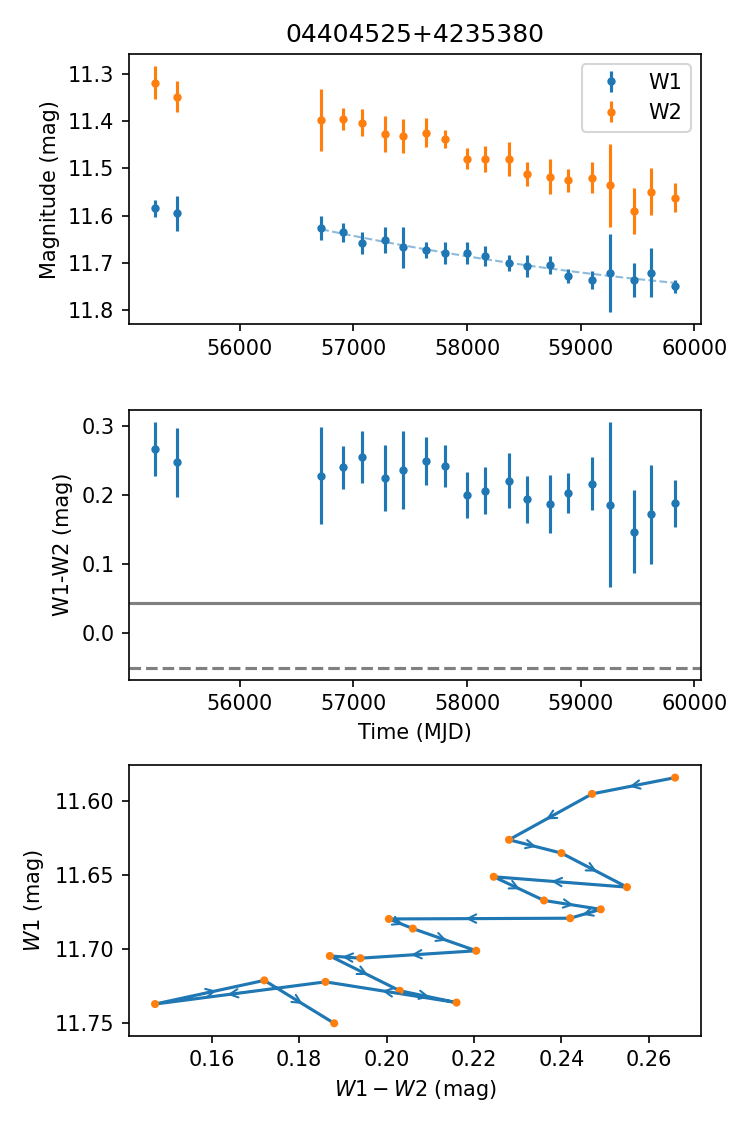 04404525+4235380
Magnitude (mag)
11.3
11.4
11.5
11.6
11.7
11.8
W1
W2
56000 57000 58000 59000 60000
W1-W2 (mag)
0.3
0.2
0.1
0.0
56000 57000 58000 59000 60000
Time (MJD)
W1 (mag)
11.60
11.65
11.70
11.75
0.16 0.18 0.20 0.22 0.24 0.26
W1 − W2 (mag)